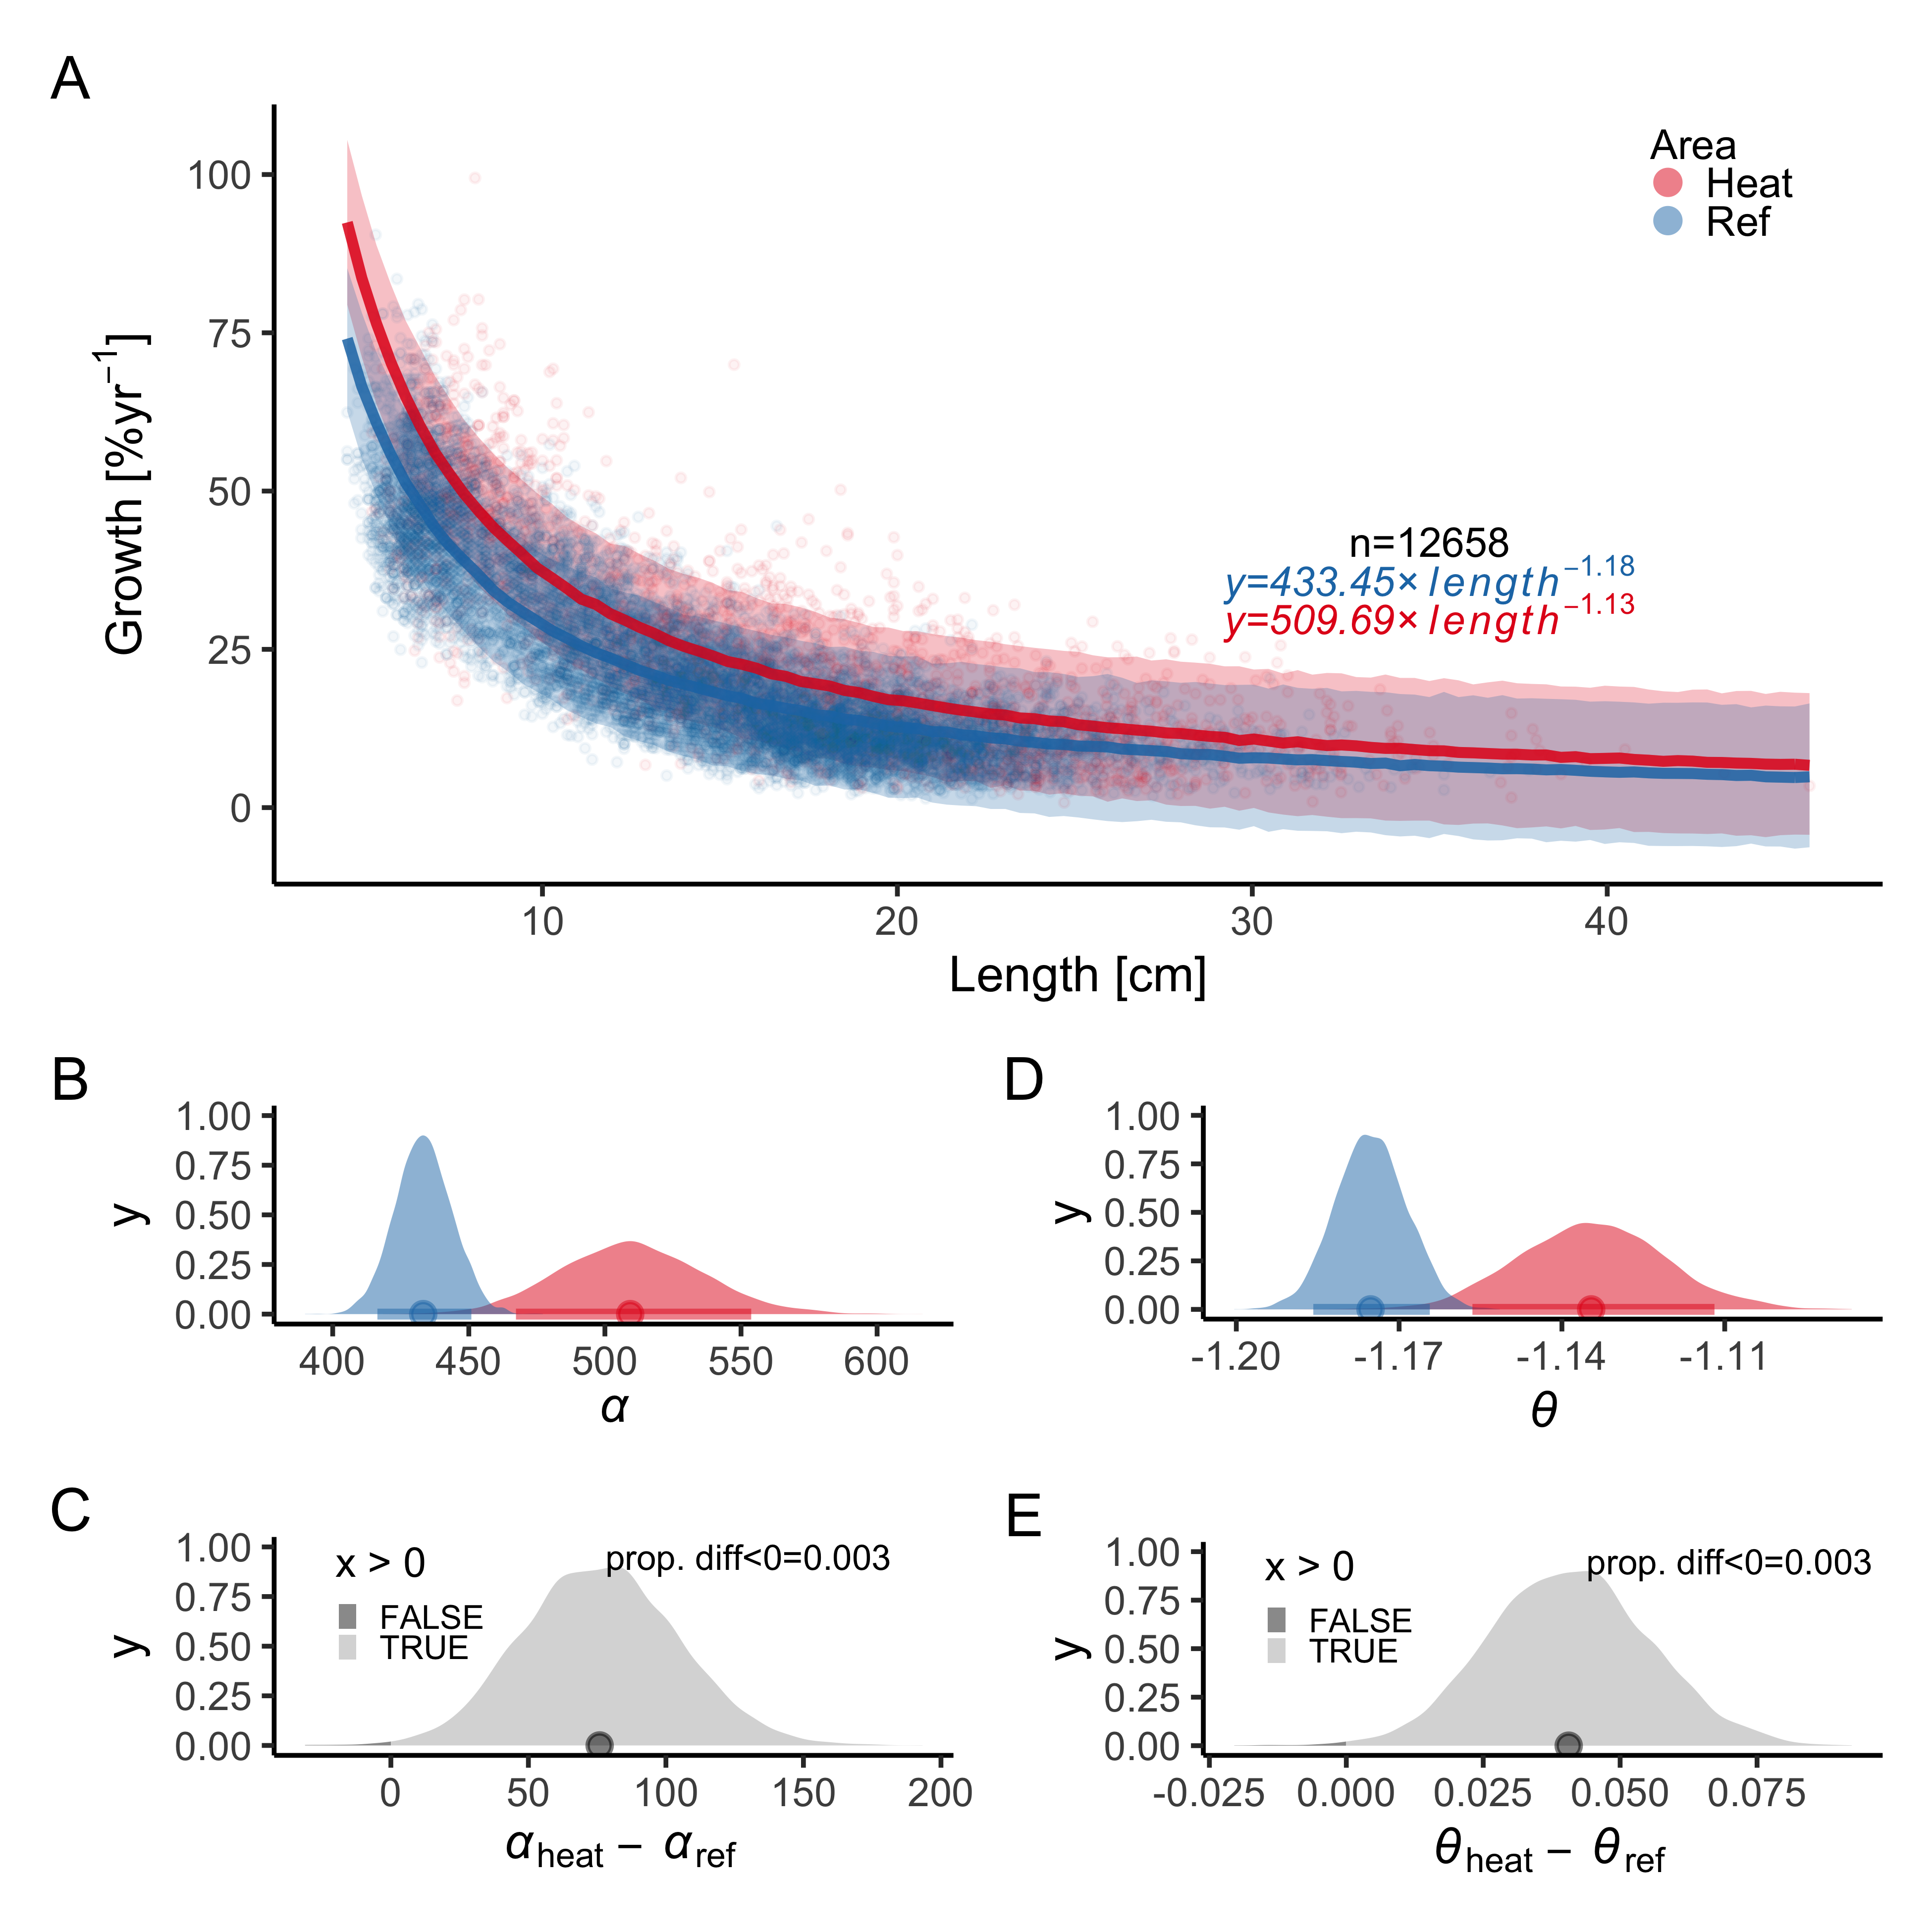 A
Growth [%yr⁻¹]
100
75
50
25
0
Area
Heat
Ref
n=12658
y=433.45×length⁻¹·¹⁸
y=509.69×length⁻¹·¹³
10 20 30 40
Length [cm]
B
y
1.00
0.75
0.50
0.25
0.00
400 450 500 550 600
α
D
y
1.00
0.75
0.50
0.25
0.00
-1.20 -1.17 -1.14 -1.11
θ
C
y
1.00
0.75
0.50
0.25
0.00
x > 0
FALSE
TRUE
prop. diff<0=0.003
0 50 100 150 200
αheat − αref
E
y
1.00
0.75
0.50
0.25
0.00
x > 0
FALSE
TRUE
prop. diff<0=0.003
-0.025 0.000 0.025 0.050 0.075
θheat − θref